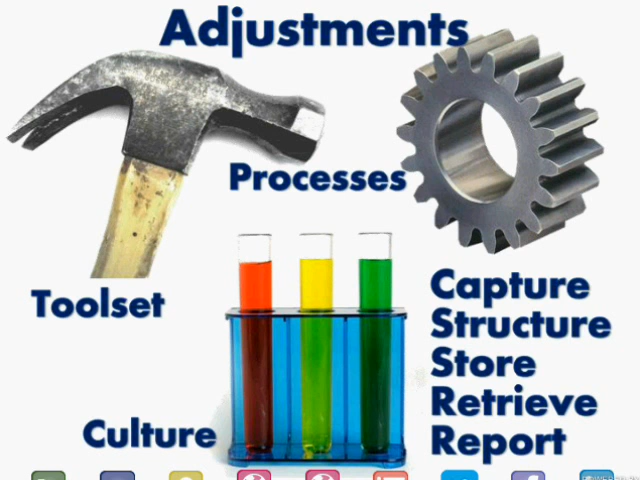 Adjustments
Processes
Toolset
Capture
Structure
Store
Retrieve
Report
Culture